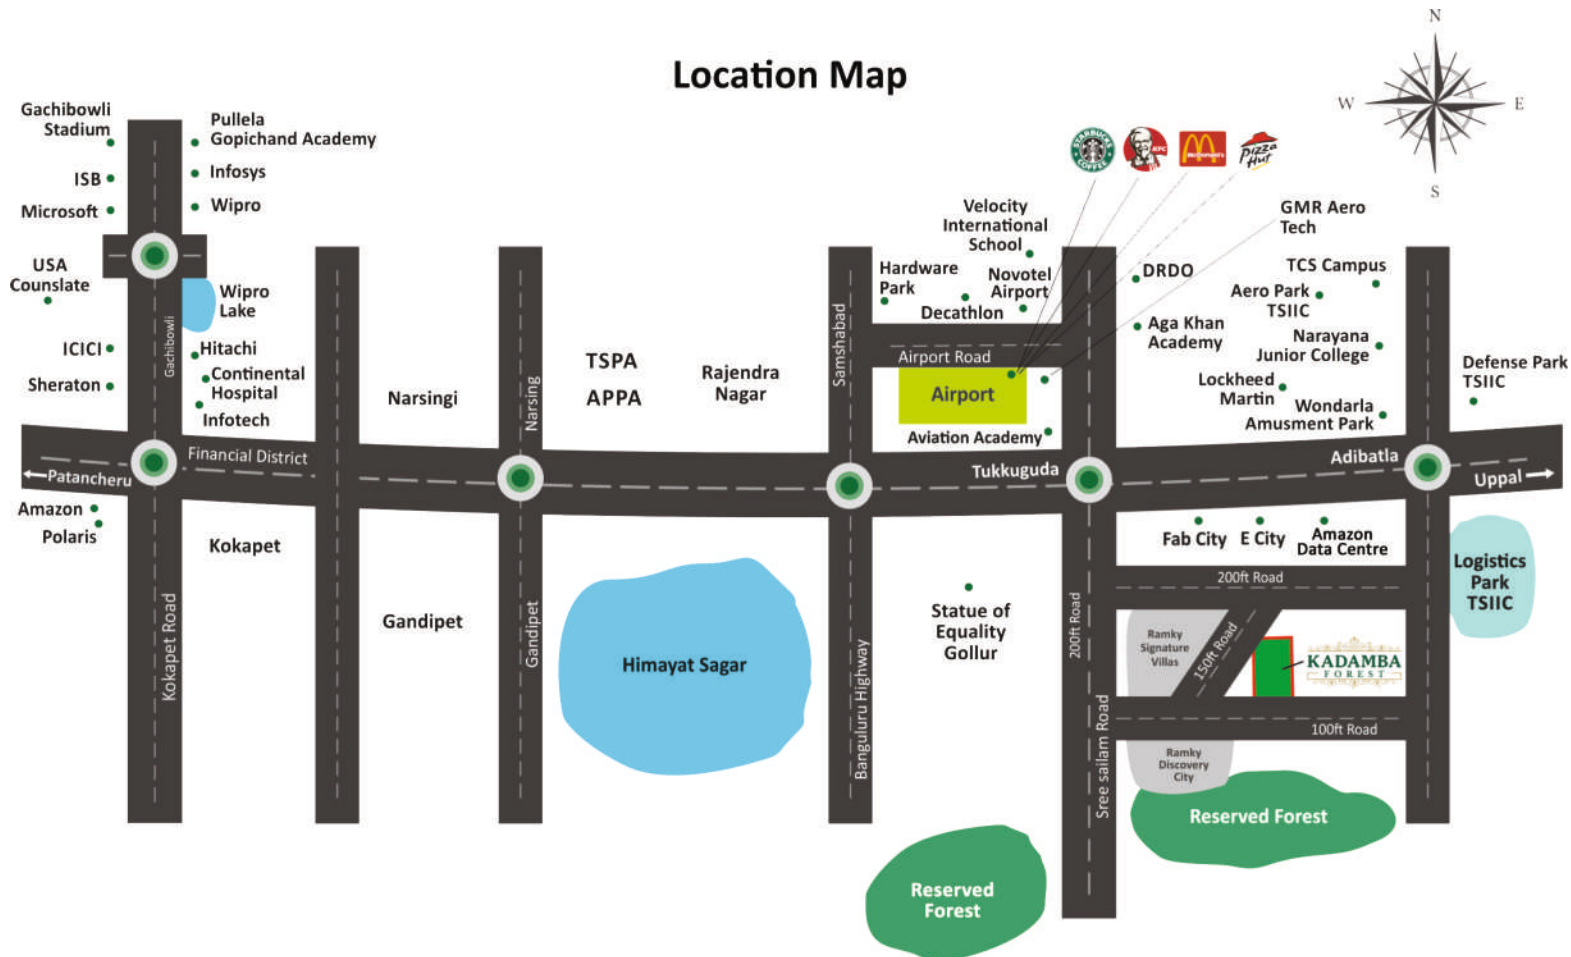 Location Map
N
W
E
S
Gachibowli
Stadium
ISB
Microsoft
Pullela
Gopichand Academy
Infosys
Wipro
USA
Counslate
Wipro
Lake
Gachibowli
ICICI
Sheraton
Hitachi
Continental
Hospital
Infotech
Financial District
Patancheru
Amazon
Polaris
Kokapet
Kokapet Road
Narsingi
Gandipet
Narsing
Gandipet
TSPA
APPA
Rajendra
Nagar
Himayat Sagar
Samshabad
Banguluru Highway
STARBUCKS
COFFEE
KFC
McDonald's
Pizza
Hut
Velocity
International
School
Hardware
Park
Decathlon
Novotel
Airport
Airport Road
Airport
Aviation Academy
GMR Aero
Tech
DRDO
Aga Khan
Academy
TCS Campus
Aero Park
TSIIC
Narayana
Junior College
Lockheed
Martin
Wondarla
Amusment Park
Defense Park
TSIIC
Tukkuguda
Adibatla
Uppal
Statue of
Equality
Gollur
200ft Road
Sree sailam Road
Fab City
E City
Amazon
Data Centre
200ft Road
Logistics
Park
TSIIC
Ramky
Signature
Villas
150ft Road
KADAMBA
FOREST
100ft Road
Ramky
Discovery
City
Reserved Forest
Reserved
Forest